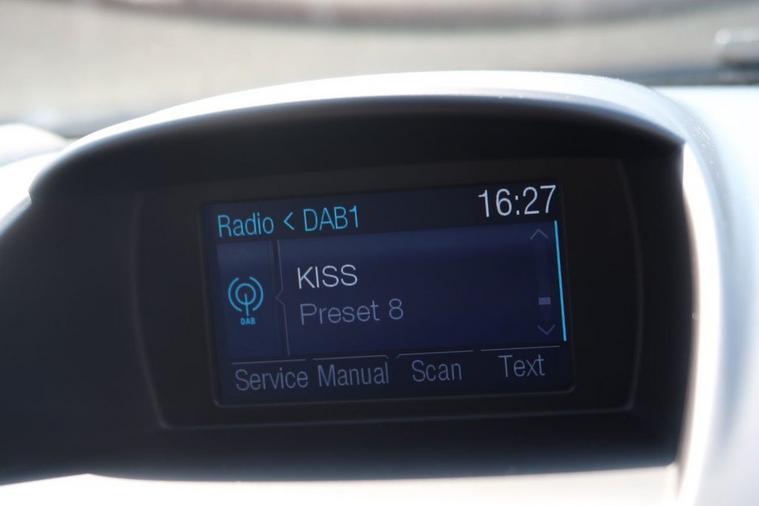 Radio < DAB1 16:27
KISS
Preset 8
DAB
Service Manual Scan Text